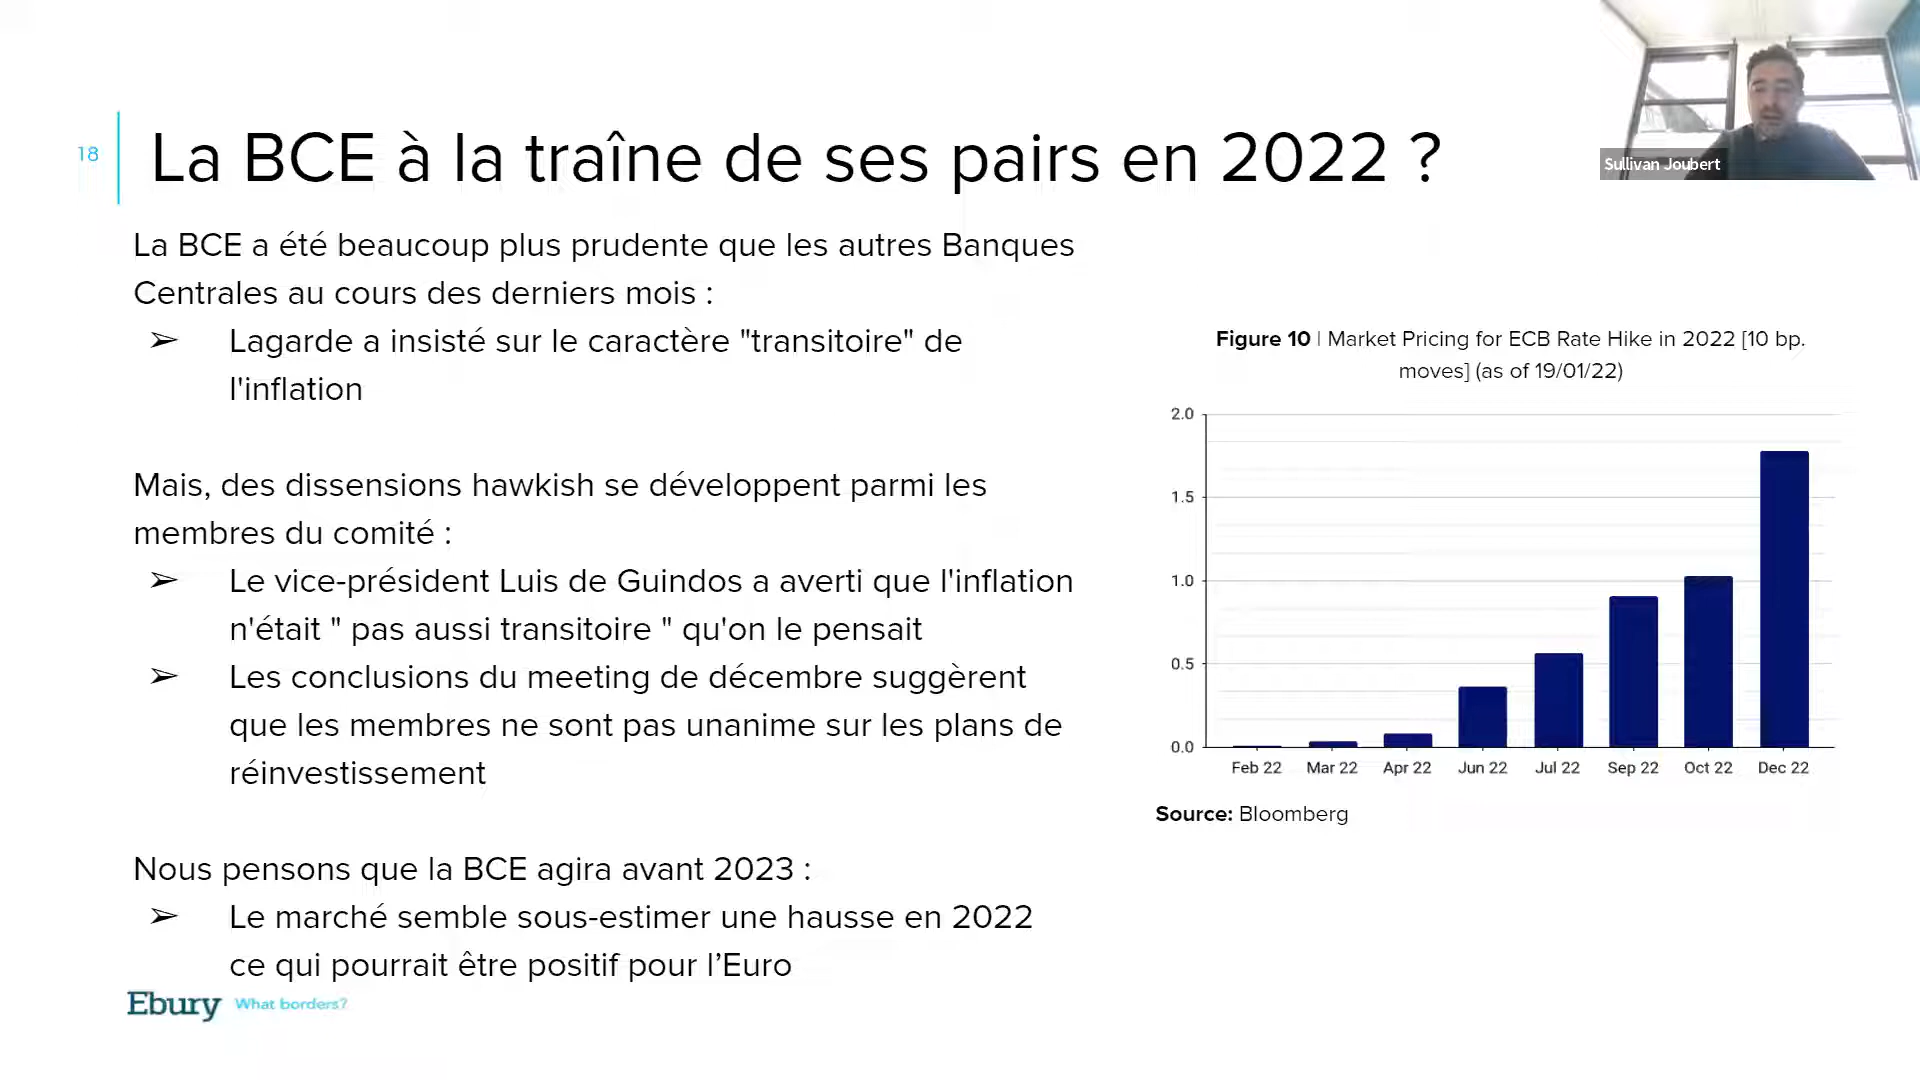 Sullivan Joubert
18
La BCE à la traîne de ses pairs en 2022 ?
La BCE a été beaucoup plus prudente que les autres Banques
Centrales au cours des derniers mois :
➢ Lagarde a insisté sur le caractère "transitoire" de
l'inflation
Mais, des dissensions hawkish se développent parmi les
membres du comité :
➢ Le vice-président Luis de Guindos a averti que l'inflation
n'était " pas aussi transitoire " qu'on le pensait
➢ Les conclusions du meeting de décembre suggèrent
que les membres ne sont pas unanime sur les plans de
réinvestissement
Nous pensons que la BCE agira avant 2023 :
➢ Le marché semble sous-estimer une hausse en 2022
ce qui pourrait être positif pour l’Euro
Figure 10 | Market Pricing for ECB Rate Hike in 2022 [10 bp.
moves] (as of 19/01/22)
2.0
1.5
1.0
0.5
0.0
Feb 22 Mar 22 Apr 22 Jun 22 Jul 22 Sep 22 Oct 22 Dec 22
Source: Bloomberg
Ebury What borders?